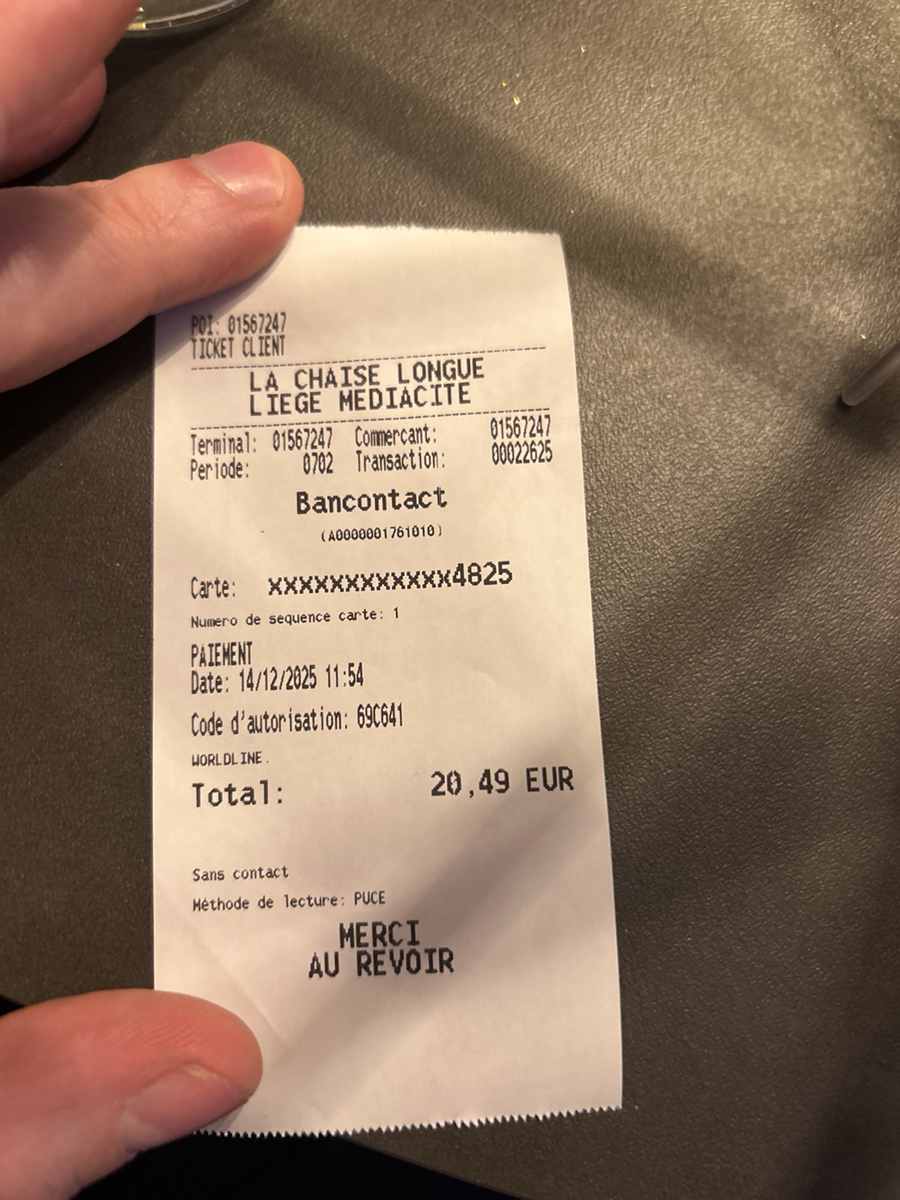 POI: 01567247
TICKET CLIENT
LA CHAISE LONGUE
LIEGE MEDIACITE
Terminal: 01567247 Commercant: 01567247
Periode: 0702 Transaction: 00022625
Bancontact
(A0000001761010)
Carte: xxxxxxxxxxxx4825
Numero de sequence carte: 1
PAIEMENT
Date: 14/12/2025 11:54
Code d'autorisation: 69C641
WORLDLINE.
Total: 20,49 EUR
Sans contact
Méthode de lecture: PUCE
MERCI
AU REVOIR